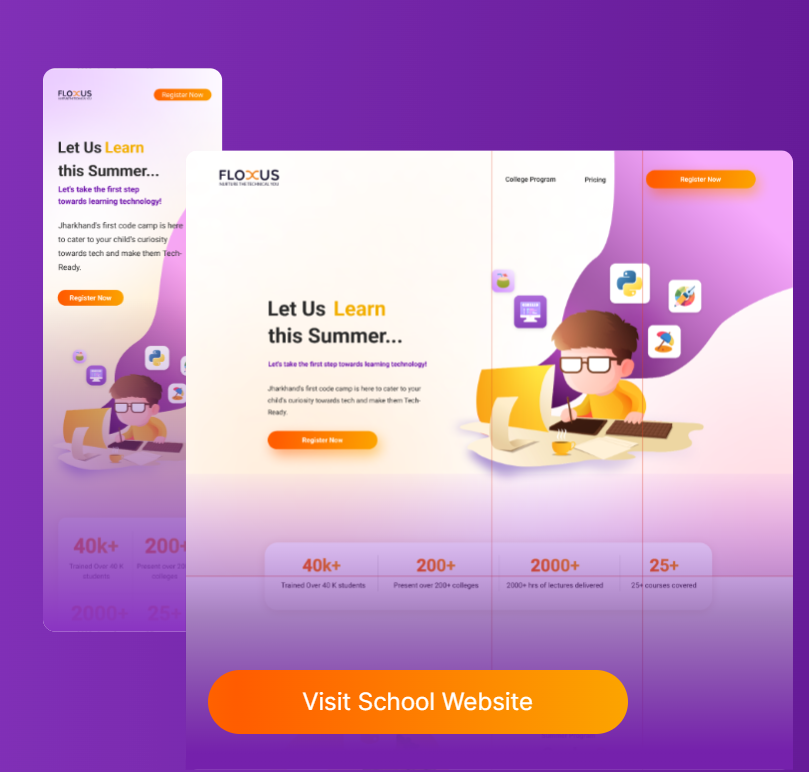 FLOXUS
Register Now
Let Us Learn
this Summer...
Let's take the first step
towards learning technology!
Jharkhand's first code camp is here
to cater to your child's curiosity
towards tech and make them Tech-
Ready.
Register Now
40k+
200+
Trained Over 40 K
students
Present over 20
colleges
2000+
25+
FLOXUS
NURTURE THE TECHNICAL YOU
College Program
Pricing
Register Now
Let Us Learn
this Summer...
Let's take the first step towards learning technology!
Jharkhand's first code camp is here to cater to your
child's curiosity towards tech and make them Tech-
Ready.
Register Now
40k+
200+
2000+
25+
Trained Over 40 K students
Present over 200+ colleges
2000+ hrs of lectures delivered
25+ courses covered
Visit School Website